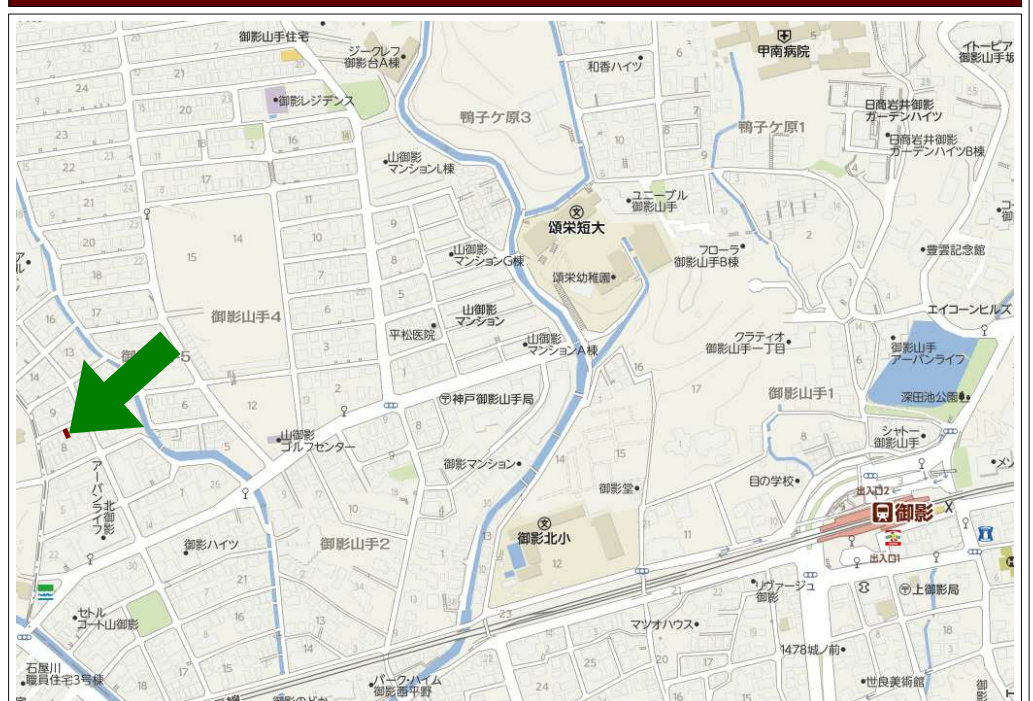 御影山手住宅
ジークレフ
御影台A棟
甲南病院
イトーピア
御影山手坂
和香ハイツ
御影レジデンス
日商岩井御影
ガーデンハイツ
鴨子ケ原3
鴨子ケ原1
日商岩井御影
ガーデンハイツB棟
山御影
マンションL棟
ユニーブル
御影山手
頌栄短大
フローラ
御影山手B棟
豊雲記念館
山御影
マンションG棟
頌栄幼稚園
エイコーンヒルズ
御影山手4
山御影
マンション
平松医院
山御影
マンションA棟
クラティオ
御影山手一丁目
御影山手
アーバンライフ
御影山手1
深田池公園
〒神戸御影山手局
山御影
ゴルフセンター
シャトー
御影山手
御影マンション
御影堂
目の学校
出入口2
御影
アーバンライフ
北御影
御影ハイツ
御影山手2
御影北小
出入口1
リヴァージュ
御影
〒上御影局
セトル
コート山御影
マツオハウス
1478城ノ前
石屋川
職員住宅3号棟
パーク・ハイム
御影西平野
世良美術館